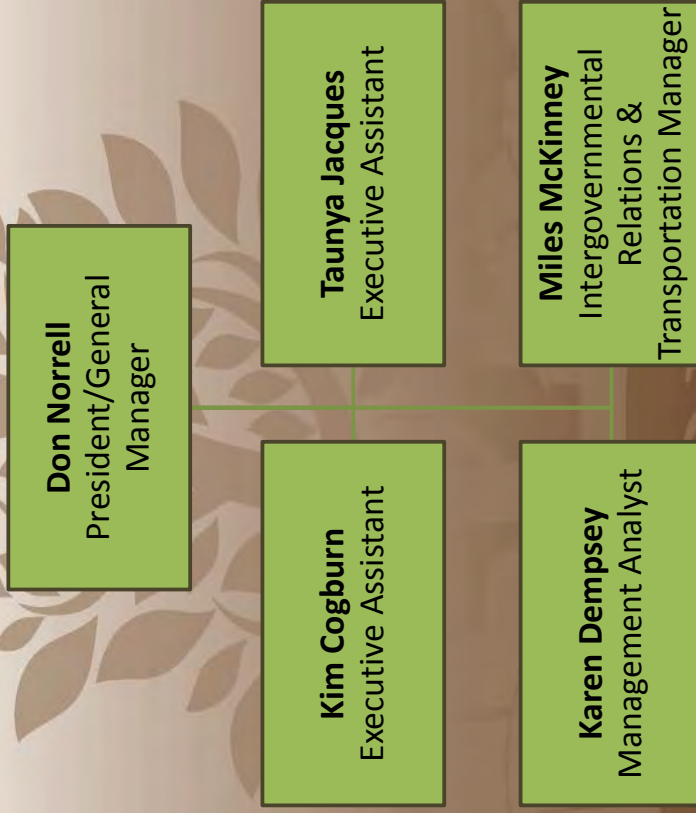 Don Norrell
President/General
Manager
Kim Cogburn
Executive Assistant
Taunya Jacques
Executive Assistant
Karen Dempsey
Management Analyst
Miles McKinney
Intergovernmental
Relations &
Transportation Manager